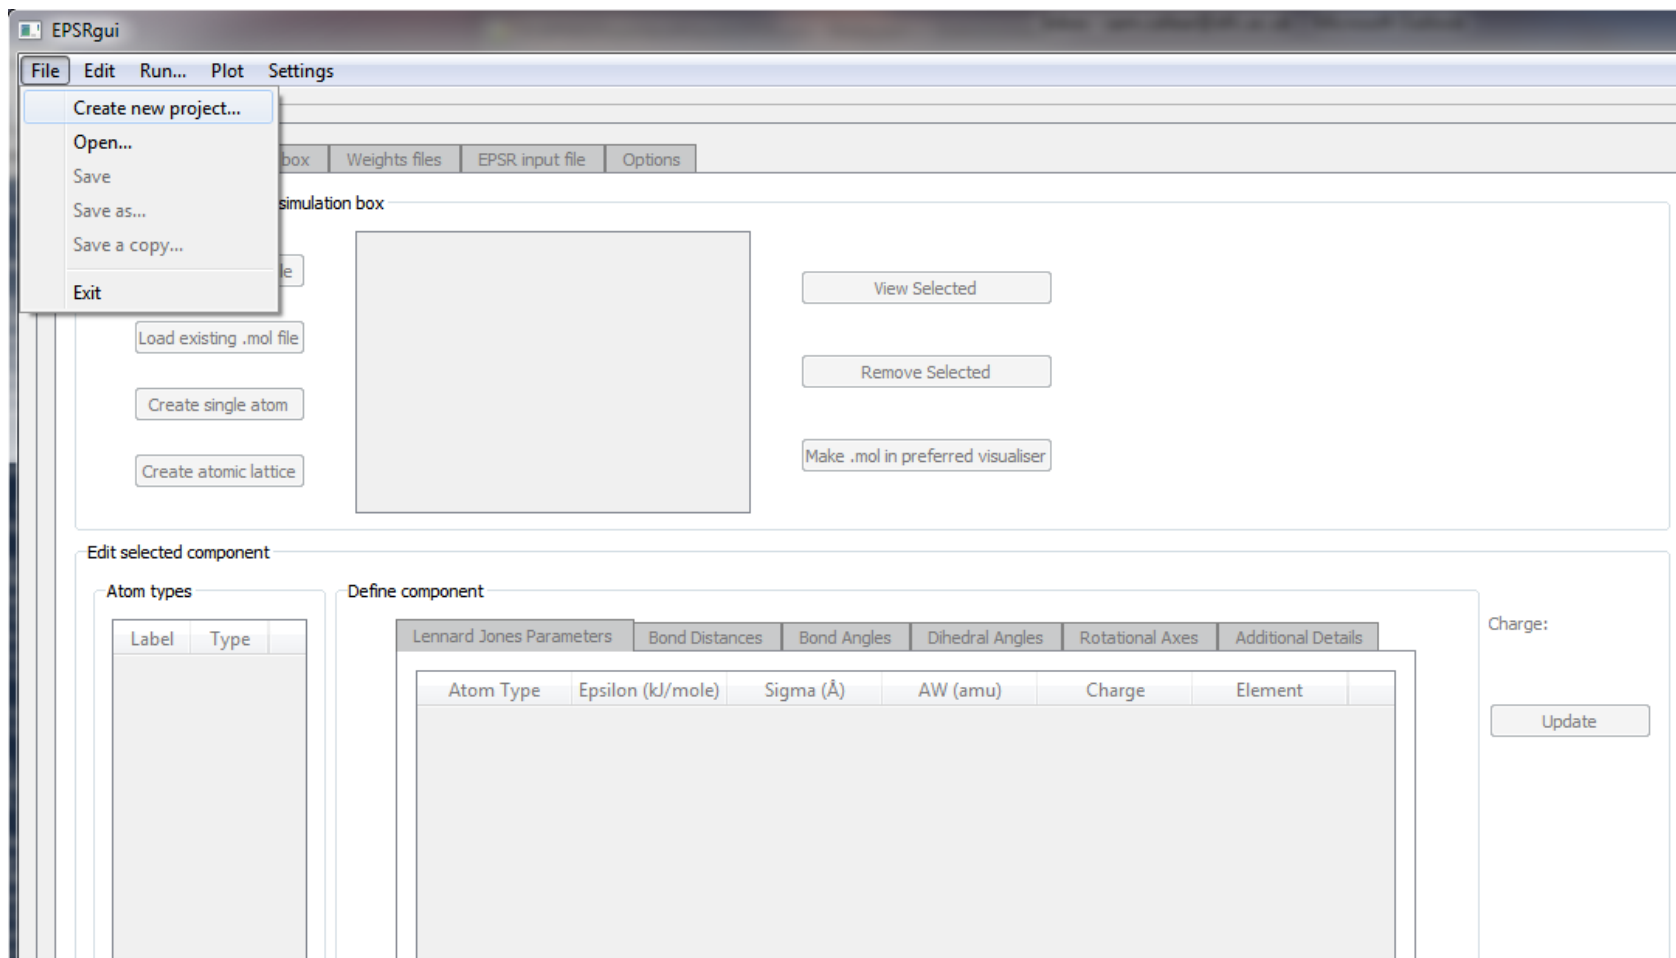 EPSRgui
File Edit Run... Plot Settings
Create new project...
Open...
Save
Save as...
Save a copy...
Exit
box Weights files EPSR input file Options
simulation box
le
Load existing .mol file
Create single atom
Create atomic lattice
View Selected
Remove Selected
Make .mol in preferred visualiser
Edit selected component
Atom types
Label Type
Define component
Lennard Jones Parameters Bond Distances Bond Angles Dihedral Angles Rotational Axes Additional Details
Atom Type Epsilon (kJ/mole) Sigma (Å) AW (amu) Charge Element
Charge:
Update